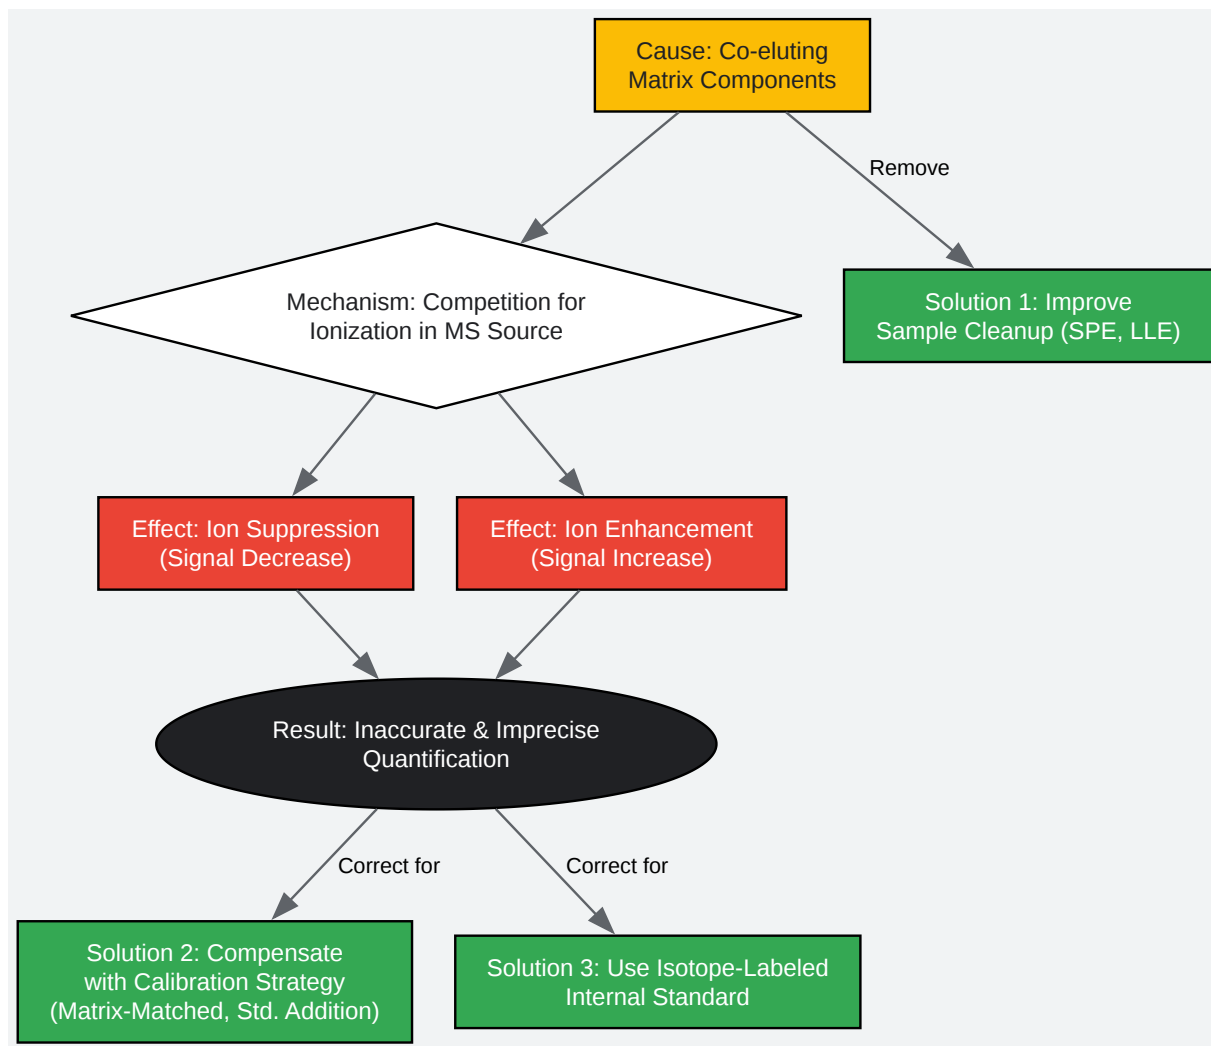 Cause: Co-eluting
Matrix Components
Remove
Mechanism: Competition for
Ionization in MS Source
Solution 1: Improve
Sample Cleanup (SPE, LLE)
Effect: Ion Suppression
(Signal Decrease)
Effect: Ion Enhancement
(Signal Increase)
Result: Inaccurate & Imprecise
Quantification
Correct for
Correct for
Solution 2: Compensate
with Calibration Strategy
(Matrix-Matched, Std. Addition)
Solution 3: Use Isotope-Labeled
Internal Standard